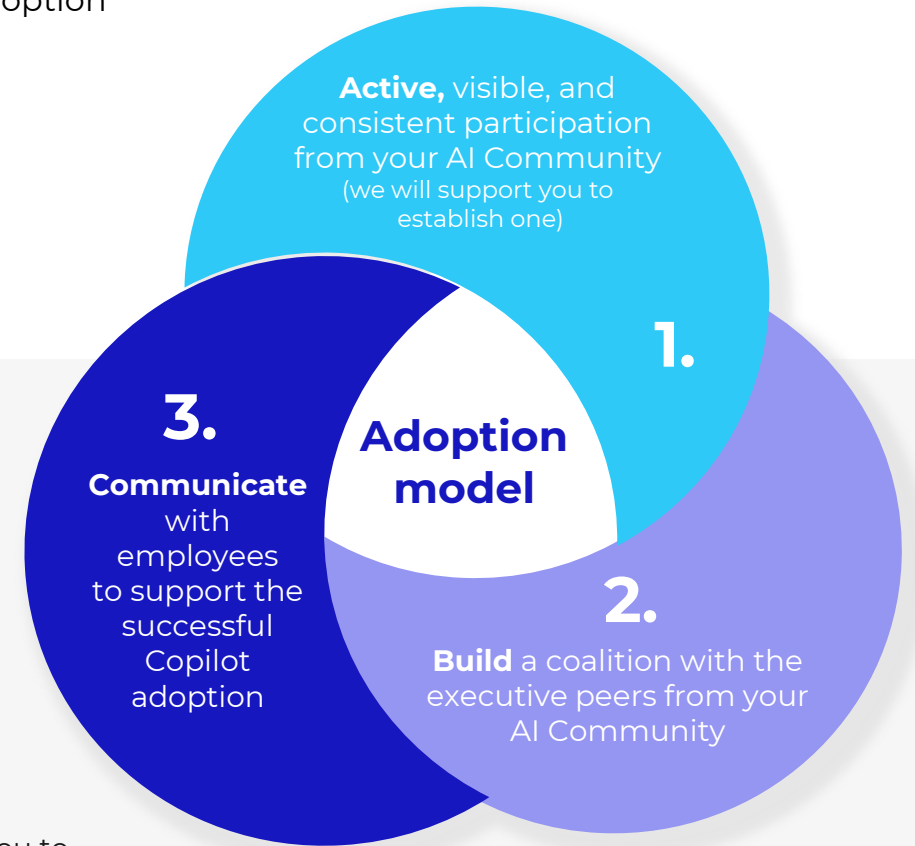 option
Active, visible, and
consistent participation
from your AI Community
(we will support you to
establish one)
1.
3.
Communicate
with
employees
to support the
successful
Copilot
adoption
Adoption
model
2.
Build a coalition with the
executive peers from your
AI Community
ou to